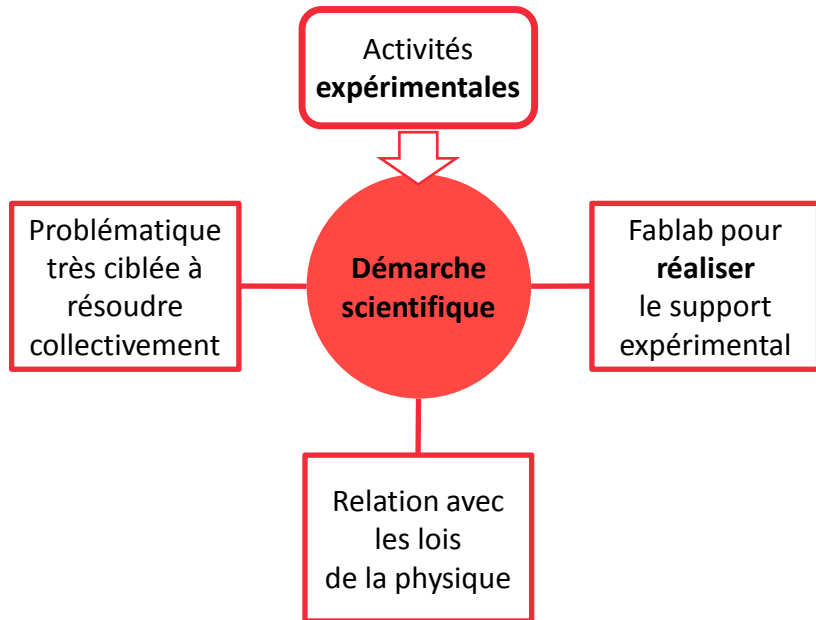 Activités
expérimentales
Problématique
très ciblée à
résoudre
collectivement
Démarche
scientifique
Fablab pour
réaliser
le support
expérimental
Relation avec
les lois
de la physique